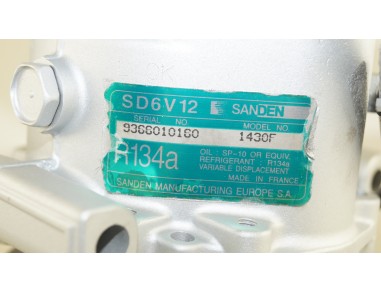 SD6V12 SANDEN
SERIAL NO. MODEL NO.
9366010160 1430F
R134a
OIL : SP-10 OR EQUIV.
REFRIGERANT : R134a
VARIABLE DISPLACEMENT
MADE IN FRANCE
SANDEN MANUFACTURING EUROPE S.A.